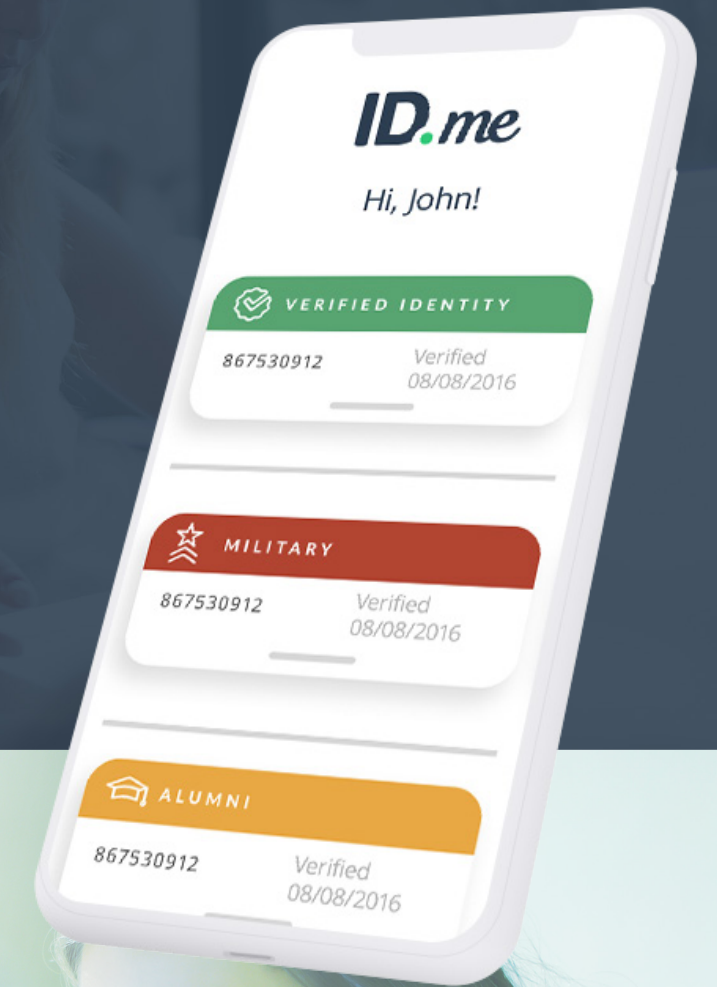 ID.me
Hi, John!
VERIFIED IDENTITY
867530912
Verified
08/08/2016
MILITARY
867530912
Verified
08/08/2016
ALUMNI
867530912
Verified
08/08/2016